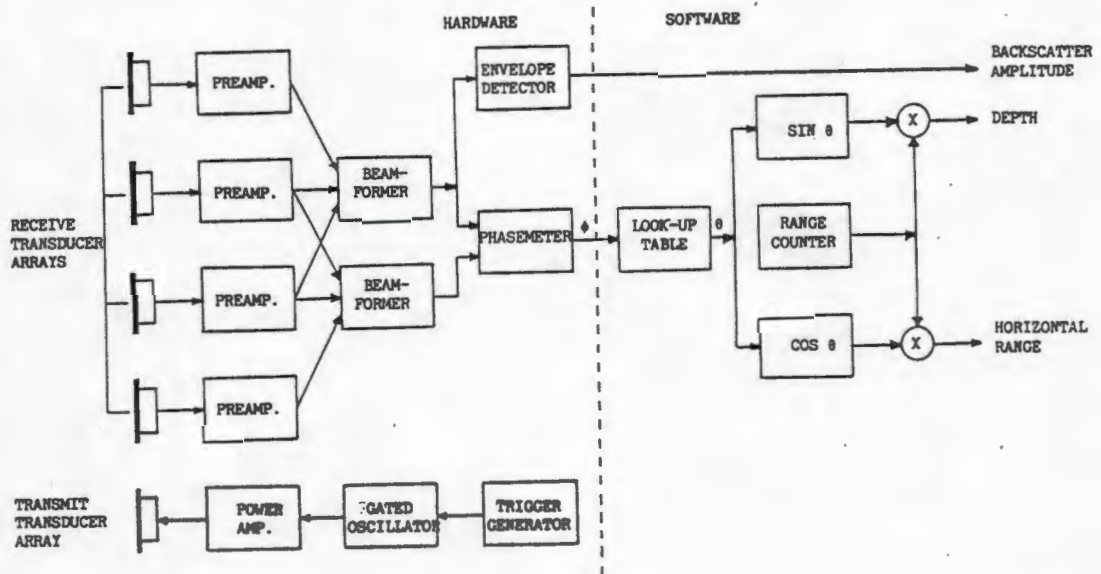 HARDWARE
SOFTWARE
PREAMP.
ENVELOPE
DETECTOR
BACKSCATTER
AMPLITUDE
SIN θ
X
DEPTH
PREAMP.
BEAM-
FORMER
RECEIVE
TRANSDUCER
ARRAYS
PHASEMETER
ϕ
LOOK-UP
TABLE
θ
RANGE
COUNTER
PREAMP.
BEAM-
FORMER
COS θ
X
HORIZONTAL
RANGE
PREAMP.
TRANSMIT
TRANSDUCER
ARRAY
POWER
AMP.
GATED
OSCILLATOR
TRIGGER
GENERATOR